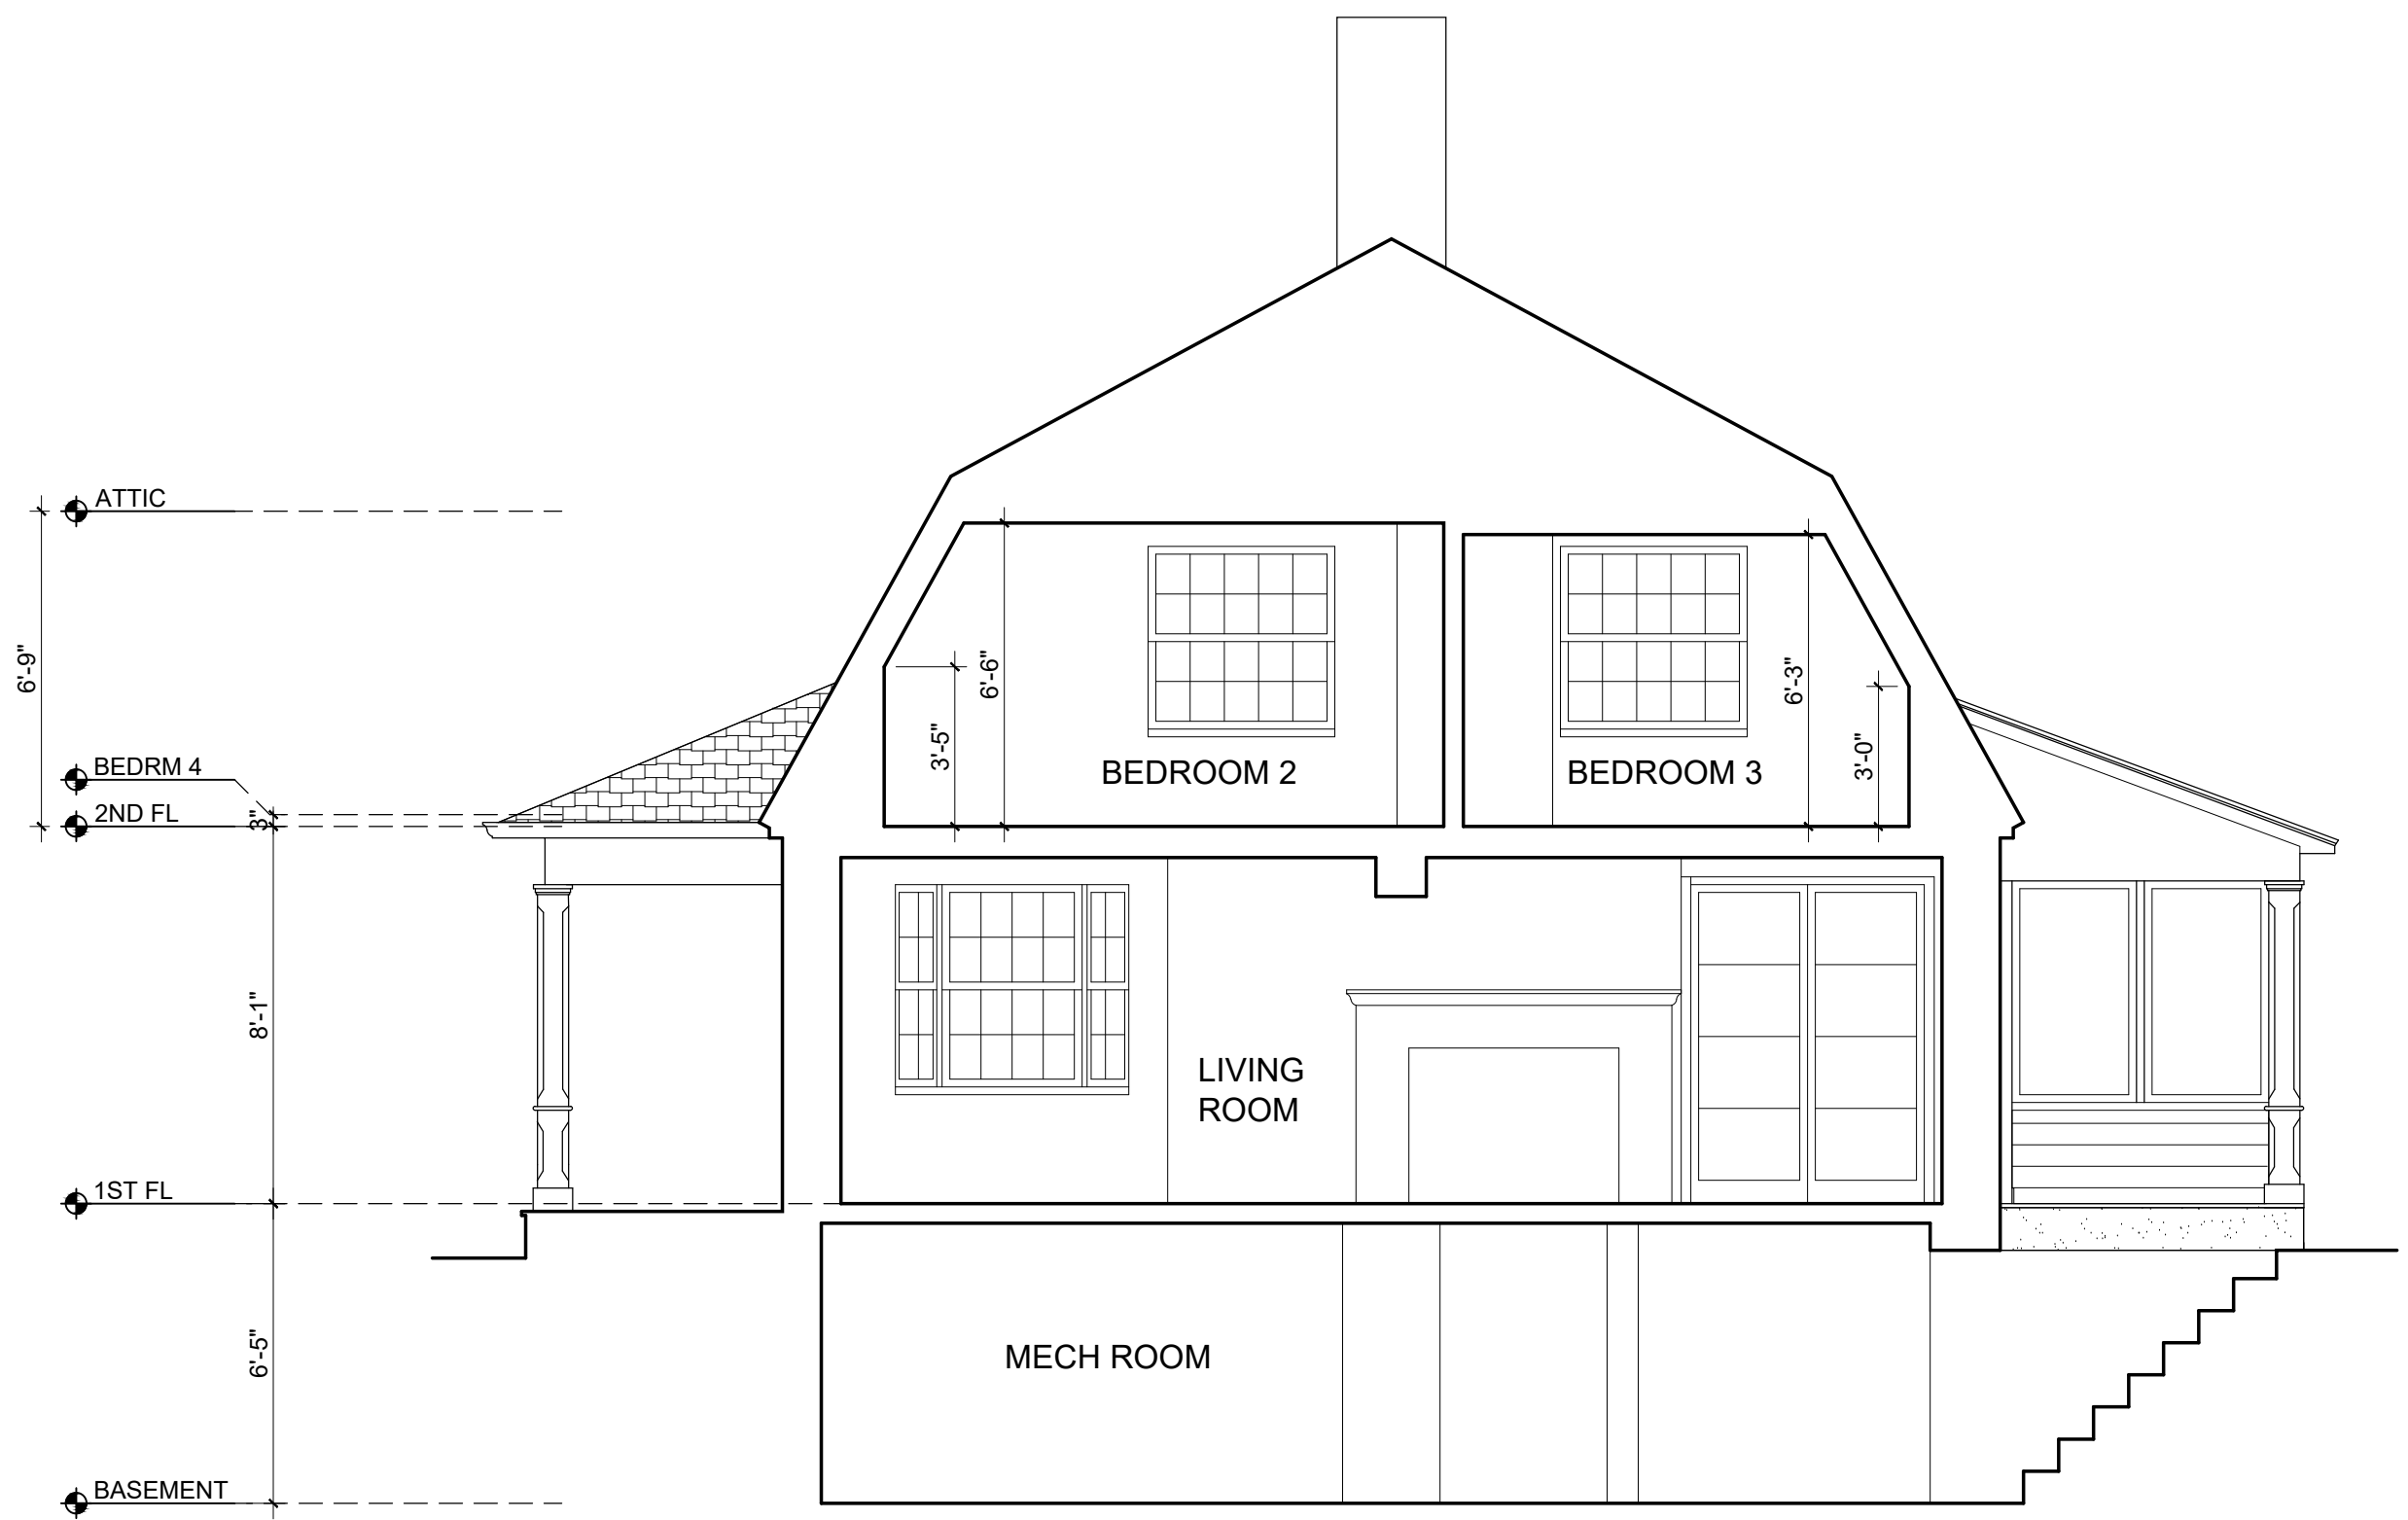 ATTIC
6'-9"
BEDRM 4
3"
2ND FL
6'-6"
3'-5"
BEDROOM 2
6'-3"
3'-0"
BEDROOM 3
8'-1"
LIVING
ROOM
1ST FL
6'-5"
MECH ROOM
BASEMENT